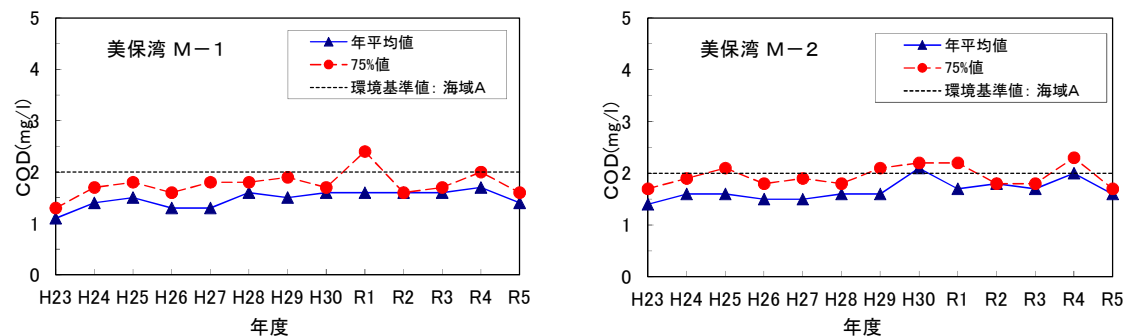 美保湾 M-1
年平均値
75%値
環境基準値: 海域A
COD(mg/l)
5
4
3
2
1
0
H23 H24 H25 H26 H27 H28 H29 H30 R1 R2 R3 R4 R5
年度
美保湾 M-2
年平均値
75%値
環境基準値: 海域A
COD(mg/l)
5
4
3
2
1
0
H23 H24 H25 H26 H27 H28 H29 H30 R1 R2 R3 R4 R5
年度